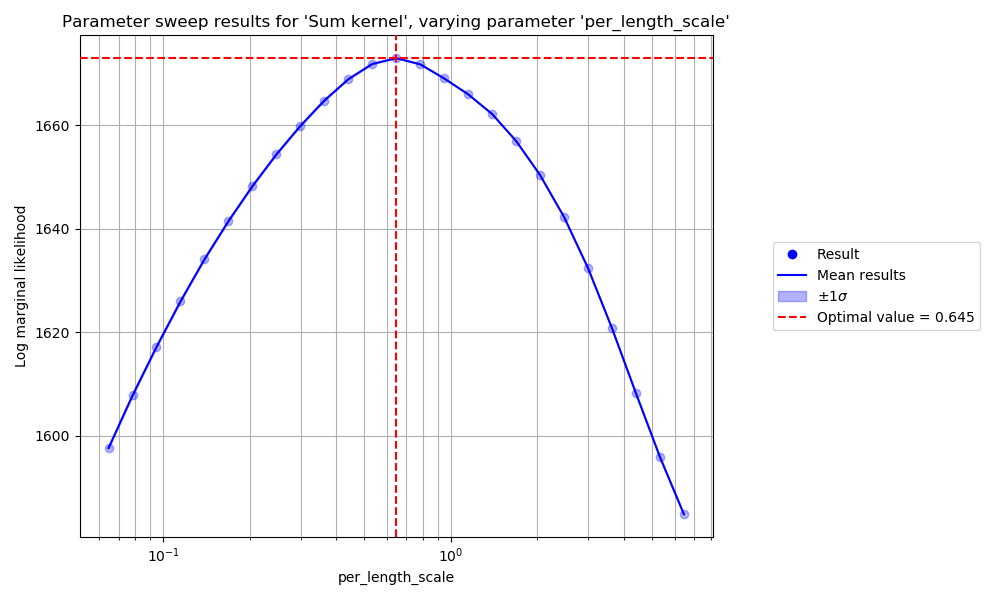 Parameter sweep results for 'Sum kernel', varying parameter 'per_length_scale'
Log marginal likelihood
1660
1640
1620
1600
10⁻¹
10⁰
per_length_scale
Result
Mean results
±1σ
Optimal value = 0.645